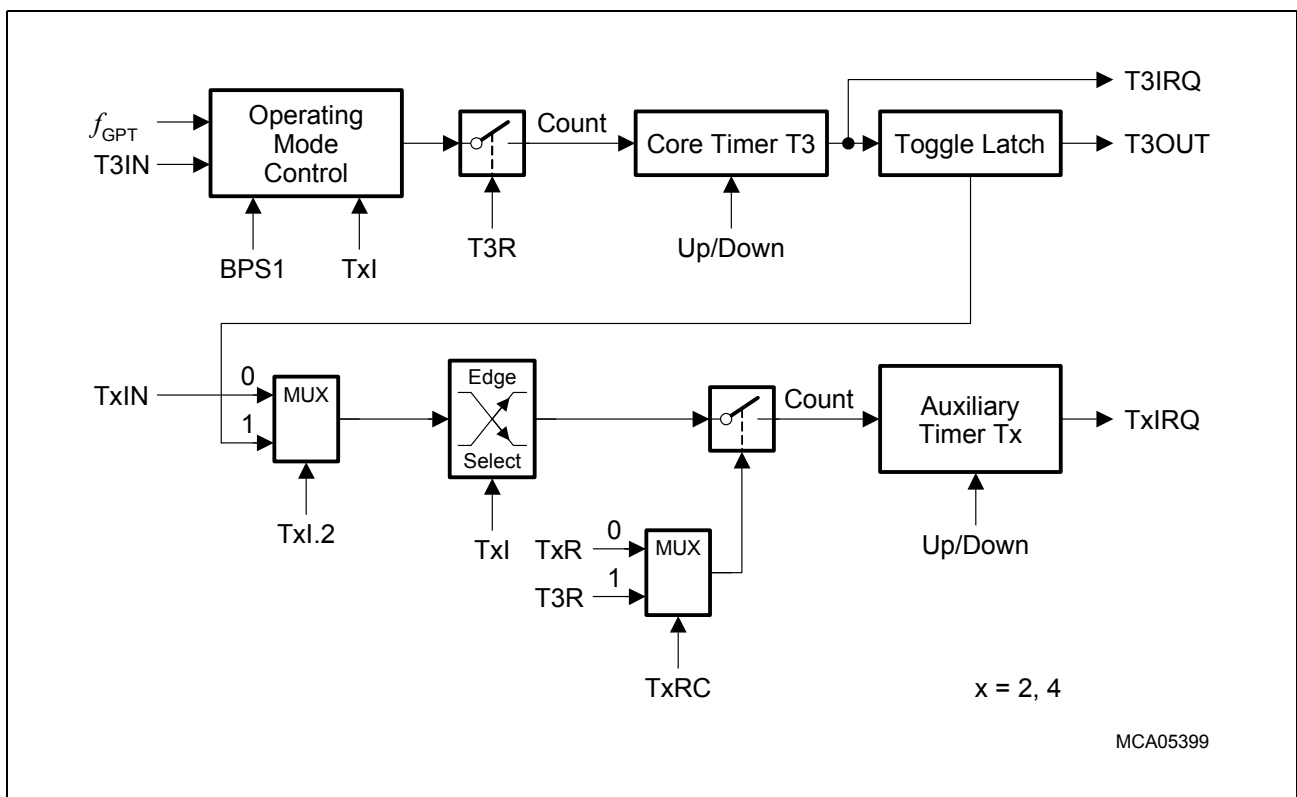 T3IRQ
fGPT
T3IN
Operating
Mode
Control
Count
Core Timer T3
Toggle Latch
T3OUT
BPS1
TxI
T3R
Up/Down
TxIN
0
1
MUX
TxI.2
Edge
Select
TxI
Count
Auxiliary
Timer Tx
TxIRQ
TxR
0
T3R
1
MUX
TxRC
Up/Down
x = 2, 4
MCA05399